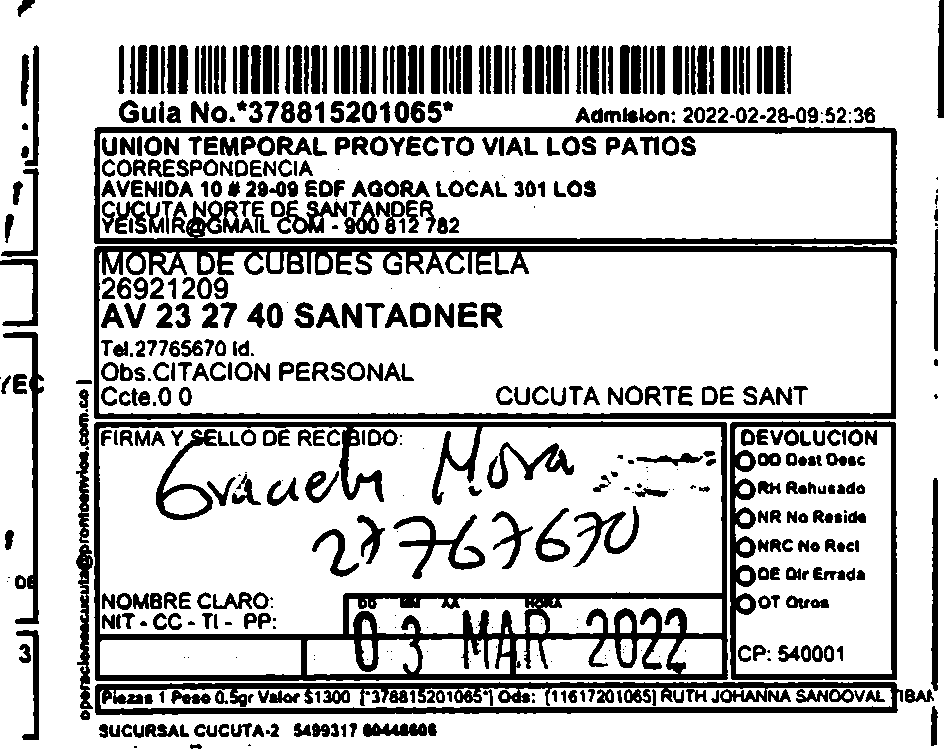 Guia No.*378815201065*
Admision: 2022-02-28-09:52:36
UNION TEMPORAL PROYECTO VIAL LOS PATIOS
CORRESPONDENCIA
AVENIDA 10 # 29-09 EDF AGORA LOCAL 301 LOS
CUCUTA NORTE DE SANTANDER
YEISMIR@GMAIL COM - 900 812 782
MORA DE CUBIDES GRACIELA
26921209
AV 23 27 40 SANTADNER
Tel.27765670 Id.
Obs.CITACION PERSONAL
Ccte.0 0 CUCUTA NORTE DE SANT
operacionescucuta@prontoenvios.com.co
FIRMA Y SELLO DE RECIBIDO:
Graciela Mora
27767670
NOMBRE CLARO:
NIT - CC - TI - PP:
DD MM AA HORA
03 MAR 2022
DEVOLUCION
DD Dest Desc
RH Rehusado
NR No Reside
NRC No Recl
DE Dir Errada
OT Otros
CP: 540001
Piezas 1 Peso 0.5gr Valor $1300 [*378815201065*] Ods: [11617201065] RUTH JOHANNA SANDOVAL TIBA
SUCURSAL CUCUTA-2 5499317